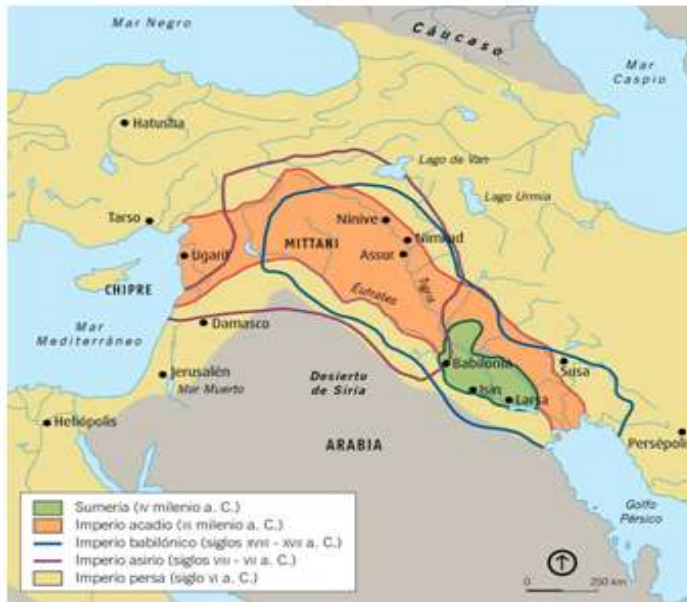 Mar Negro
Cáucaso
Mar
Caspio
Hatusha
Lago de Van
Lago Urmia
Tarso
Nínive
MITTANI
Nimrud
Ugarit
Assur
Tigris
CHIPRE
Éufrates
Mar
Mediterráneo
Damasco
Babilonia
Susa
Jerusalén
Mar Muerto
Desierto
de Siria
Isin
Larsa
Heliópolis
ARABIA
Persépolis
Golfo
Pérsico
Sumeria (IV milenio a. C.)
Imperio acadio (III milenio a. C.)
Imperio babilónico (siglos XVIII - XVII a. C.)
Imperio asirio (siglos VIII - VII a. C.)
Imperio persa (siglo VI a. C.)
0 250 km